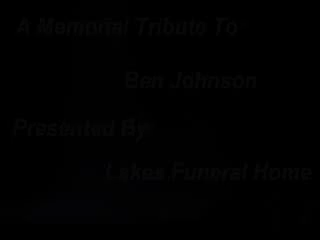 A Memorial Tribute To
Ben Johnson
Presented By
Lakes Funeral Home